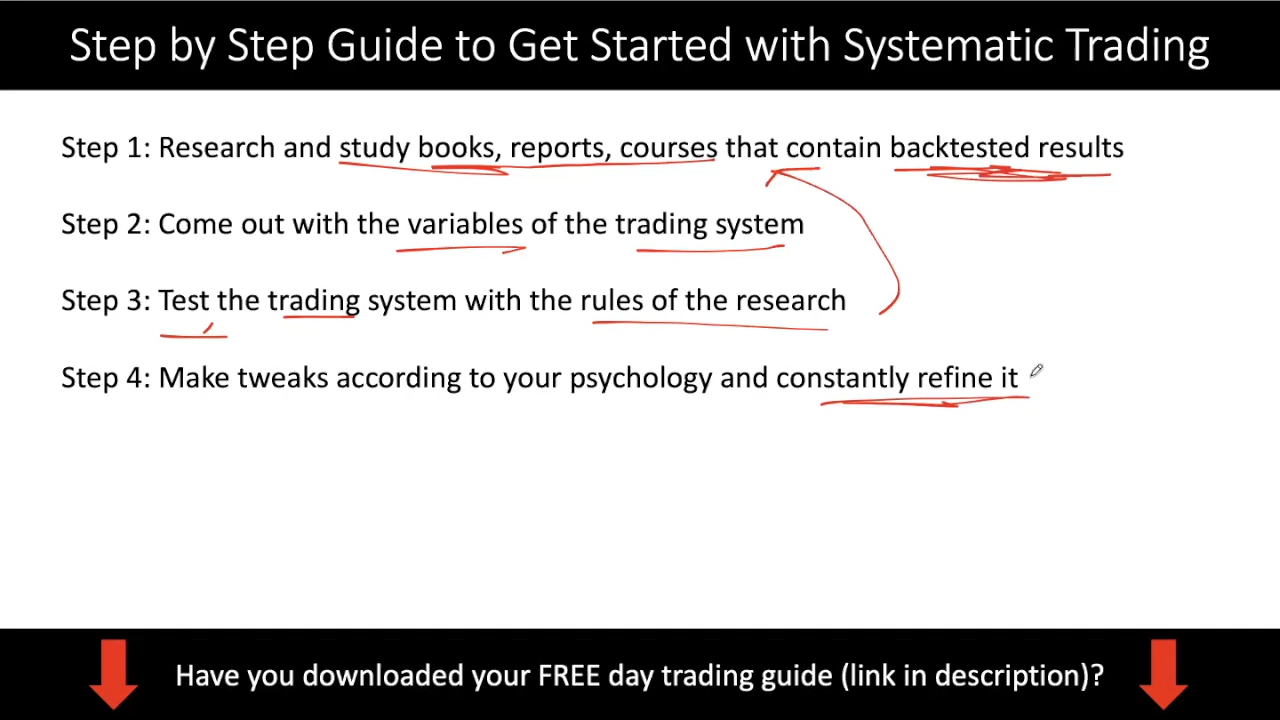 Step by Step Guide to Get Started with Systematic Trading
Step 1: Research and study books, reports, courses that contain backtested results
Step 2: Come out with the variables of the trading system
Step 3: Test the trading system with the rules of the research
Step 4: Make tweaks according to your psychology and constantly refine it
Have you downloaded your FREE day trading guide (link in description)?